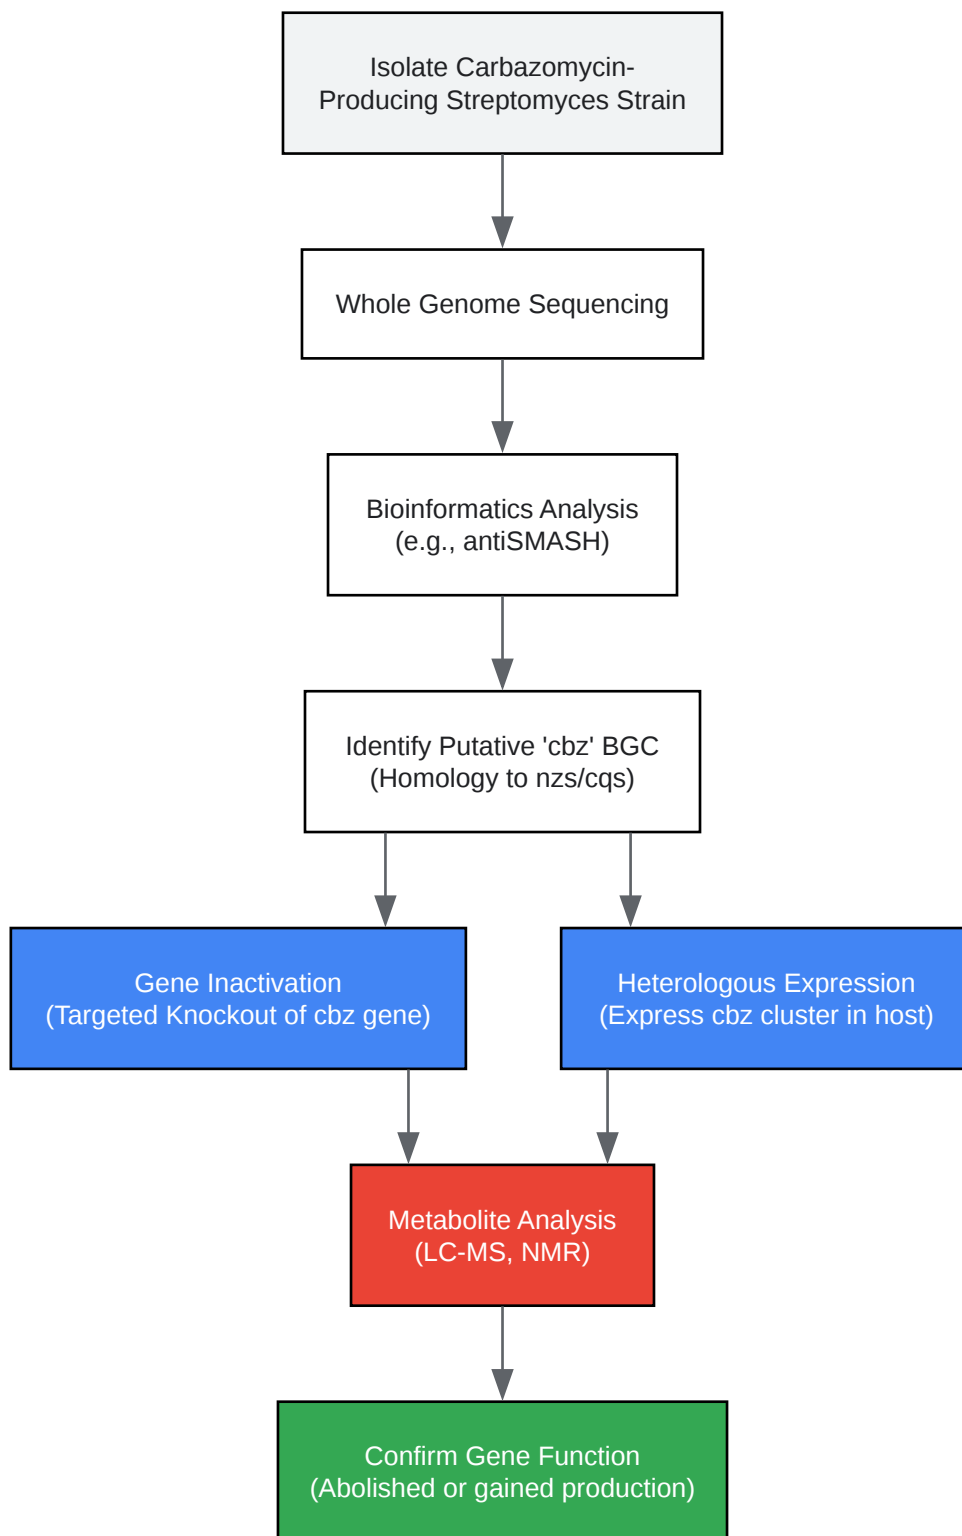 Isolate Carbazomycin-
Producing Streptomyces Strain
Whole Genome Sequencing
Bioinformatics Analysis
(e.g., antiSMASH)
Identify Putative 'cbz' BGC
(Homology to nzs/cqs)
Gene Inactivation
(Targeted Knockout of cbz gene)
Heterologous Expression
(Express cbz cluster in host)
Metabolite Analysis
(LC-MS, NMR)
Confirm Gene Function
(Abolished or gained production)